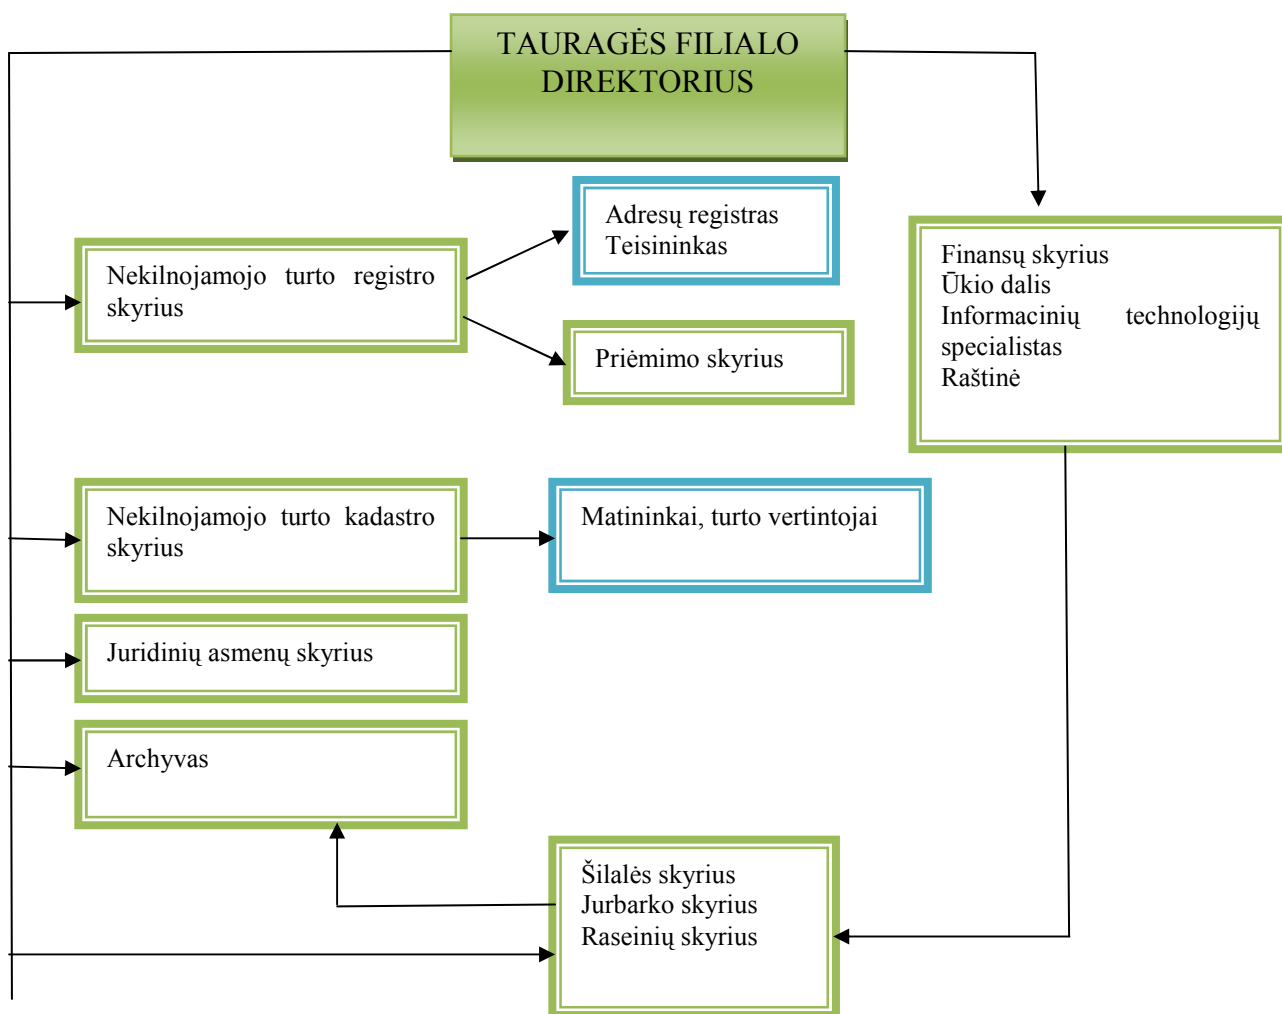 TAURAGĖS FILIALO
DIREKTORIUS
Adresų registras
Teisininkas
Nekilnojamojo turto registro
skyrius
Priėmimo skyrius
Finansų skyrius
Ūkio dalis
Informacinių technologijų
specialistas
Raštinė
Nekilnojamojo turto kadastro
skyrius
Matininkai, turto vertintojai
Juridinių asmenų skyrius
Archyvas
Šilalės skyrius
Jurbarko skyrius
Raseinių skyrius